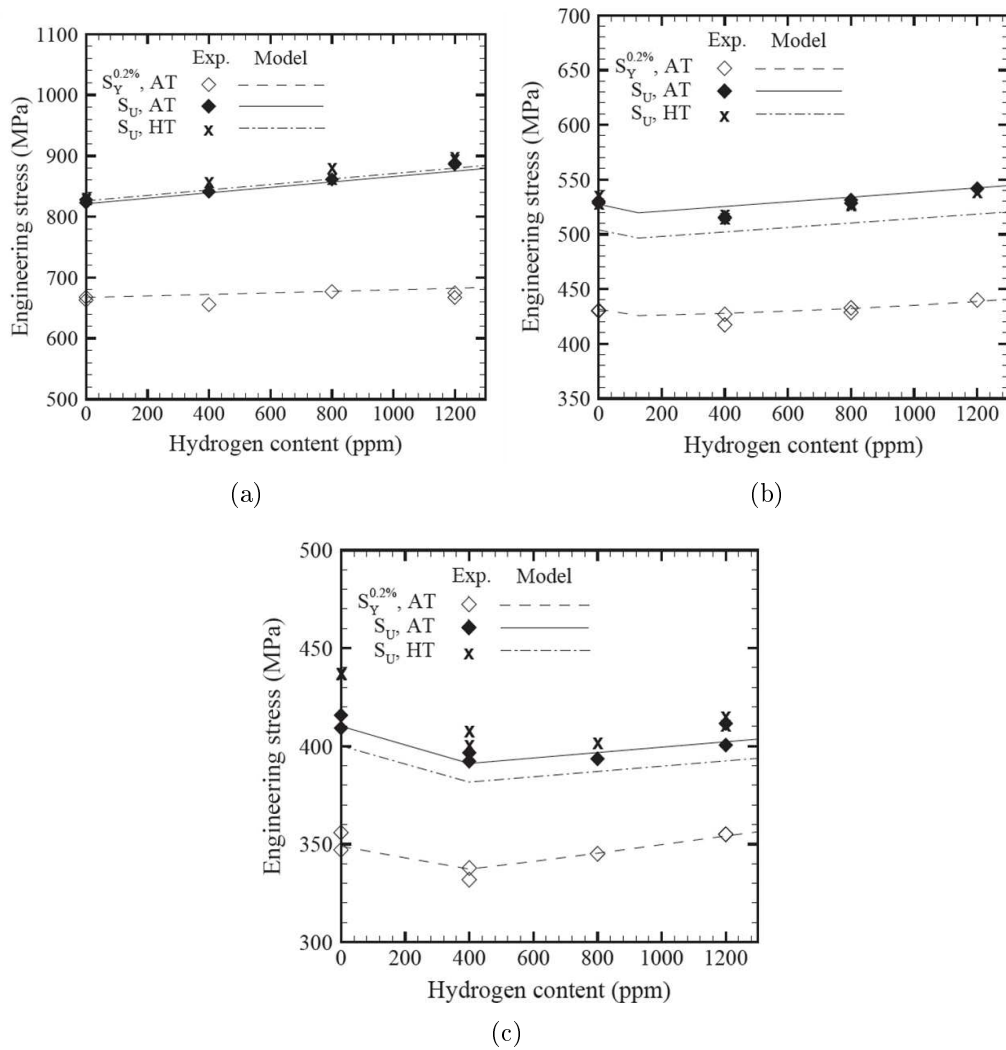 1100
1000
900
800
700
600
500
Engineering stress (MPa)
Exp. Model
S_Y^0.2%, AT
S_U, AT
S_U, HT
0 200 400 600 800 1000 1200
Hydrogen content (ppm)
(a)
700
650
600
550
500
450
400
350
Engineering stress (MPa)
Exp. Model
S_Y^0.2%, AT
S_U, AT
S_U, HT
0 200 400 600 800 1000 1200
Hydrogen content (ppm)
(b)
500
450
400
350
300
Engineering stress (MPa)
Exp. Model
S_Y^0.2%, AT
S_U, AT
S_U, HT
0 200 400 600 800 1000 1200
Hydrogen content (ppm)
(c)